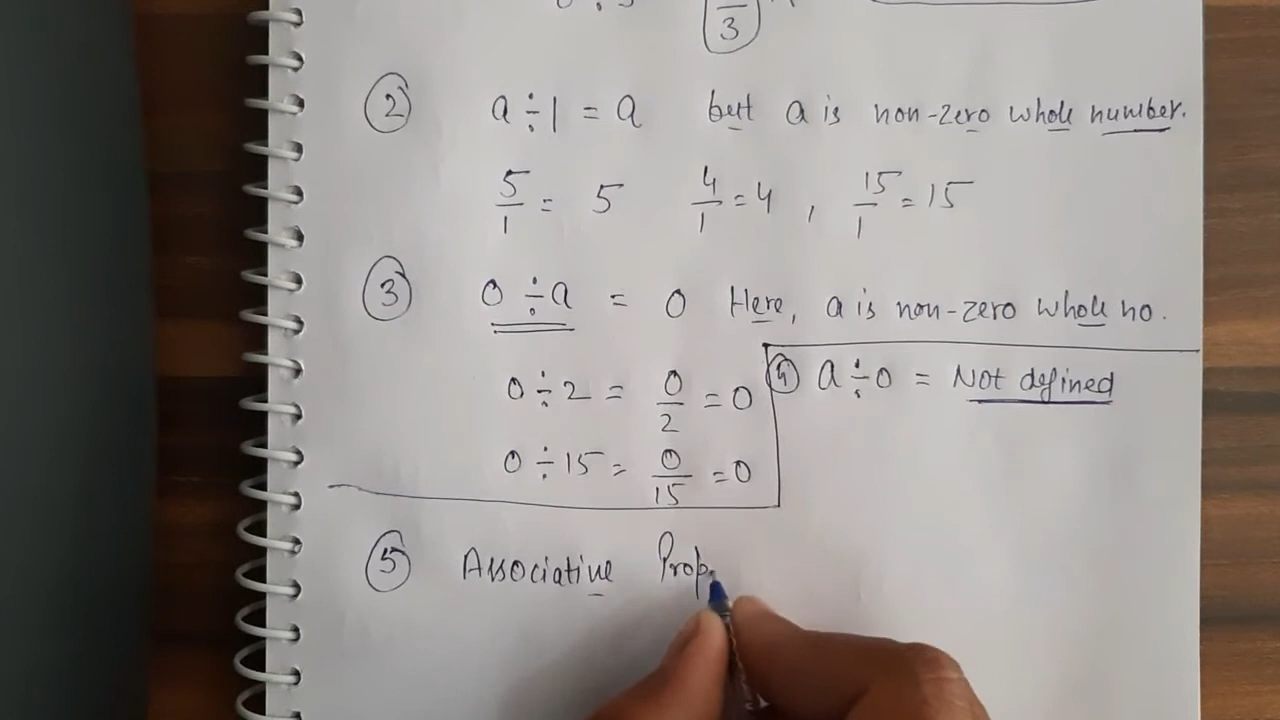 3
② a ÷ 1 = a but a is non-zero whole number.
5/1 = 5 4/1 = 4 , 15/1 = 15
③ 0 ÷ a = 0 Here, a is non-zero whole no.
0 ÷ 2 = 0/2 = 0
④ a ÷ 0 = Not defined
0 ÷ 15 = 0/15 = 0
⑤ Associative Prop